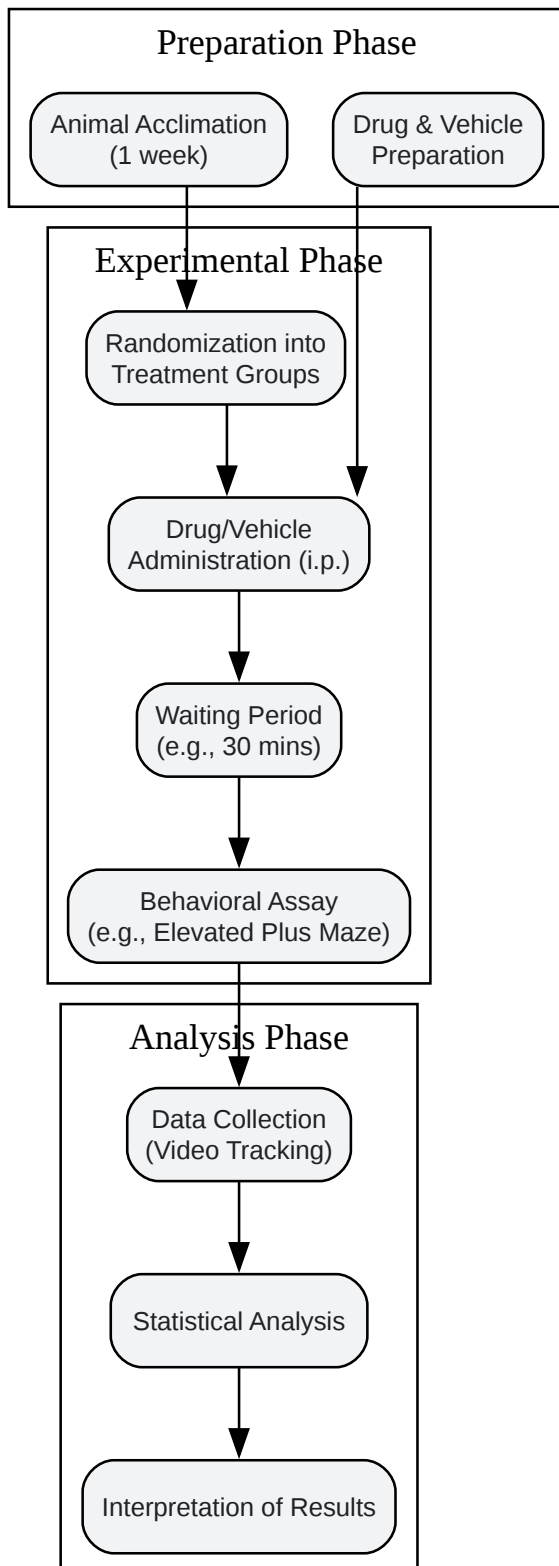 Preparation Phase
Animal Acclimation
(1 week)
Drug & Vehicle
Preparation
Experimental Phase
Randomization into
Treatment Groups
Drug/Vehicle
Administration (i.p.)
Waiting Period
(e.g., 30 mins)
Behavioral Assay
(e.g., Elevated Plus Maze)
Analysis Phase
Data Collection
(Video Tracking)
Statistical Analysis
Interpretation of Results